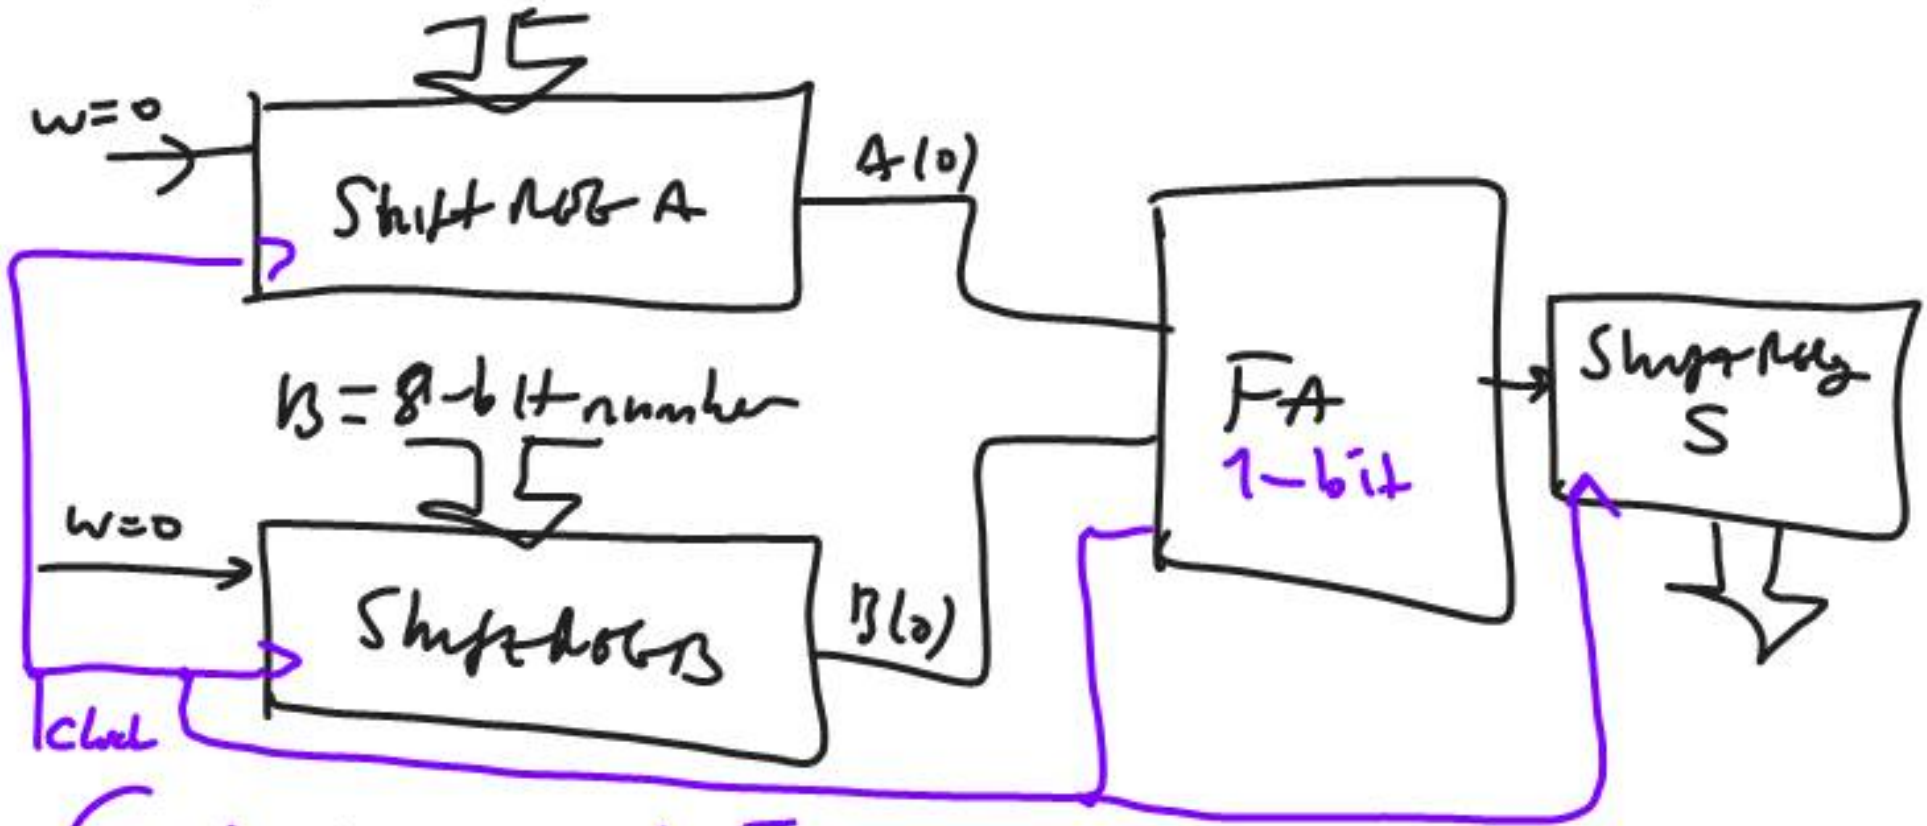 w=0
A(0)
Shift REG A
B = 8-bit number
FA
1-bit
Shift Reg
S
w=0
Shift REG B
B(0)
Clock